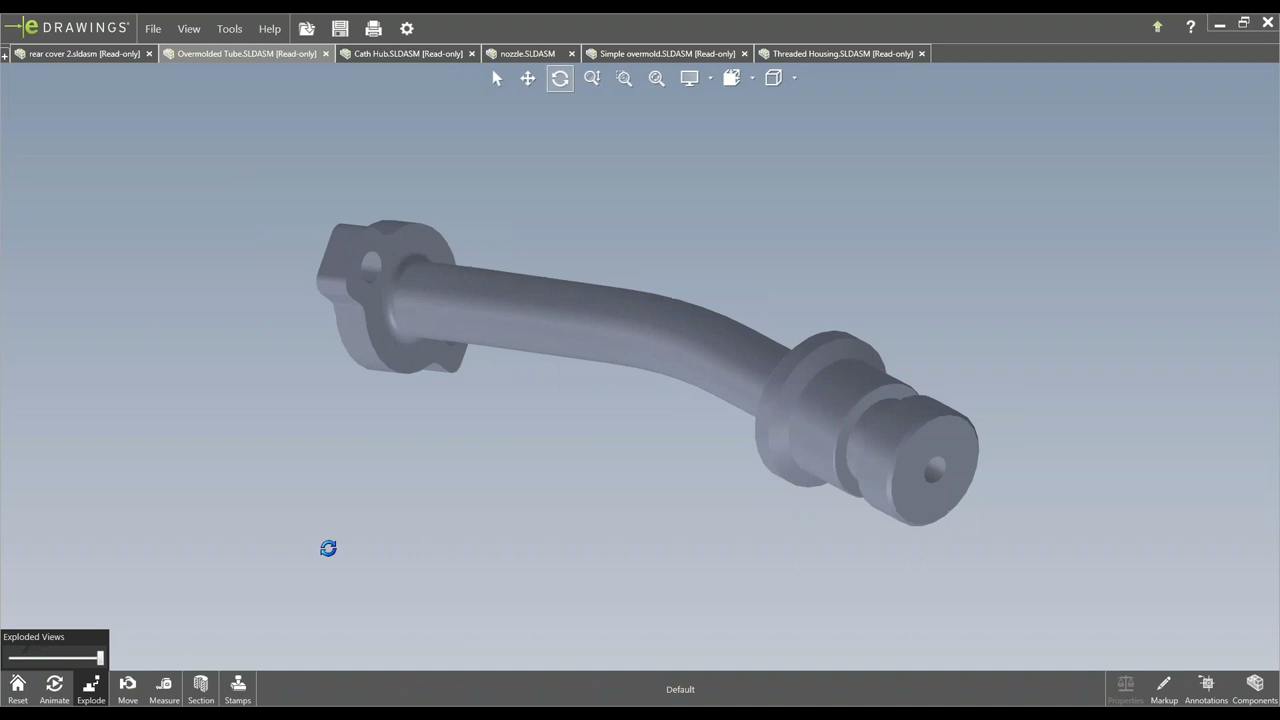 eDRAWINGS® File View Tools Help ?
rear cover 2.sldasm [Read-only] Overmolded Tube.SLDASM [Read-only] Cath Hub.SLDASM [Read-only] nozzle.SLDASM Simple overmold.SLDASM [Read-only] Threaded Housing.SLDASM [Read-only]
Exploded Views
Reset Animate Explode Move Measure Section Stamps Default Properties Markup Annotations Components